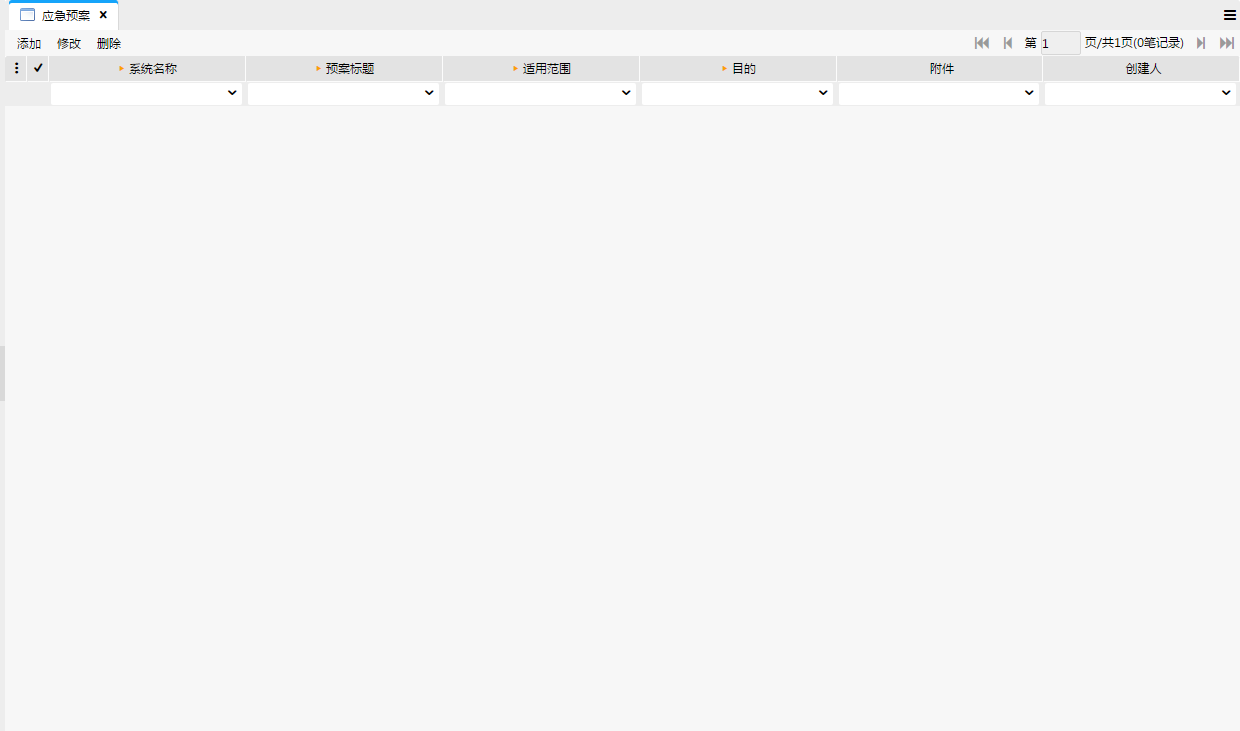 应急预案
添加 修改 删除 第 1 页/共1页(0笔记录)
系统名称 预案标题 适用范围 目的 附件 创建人